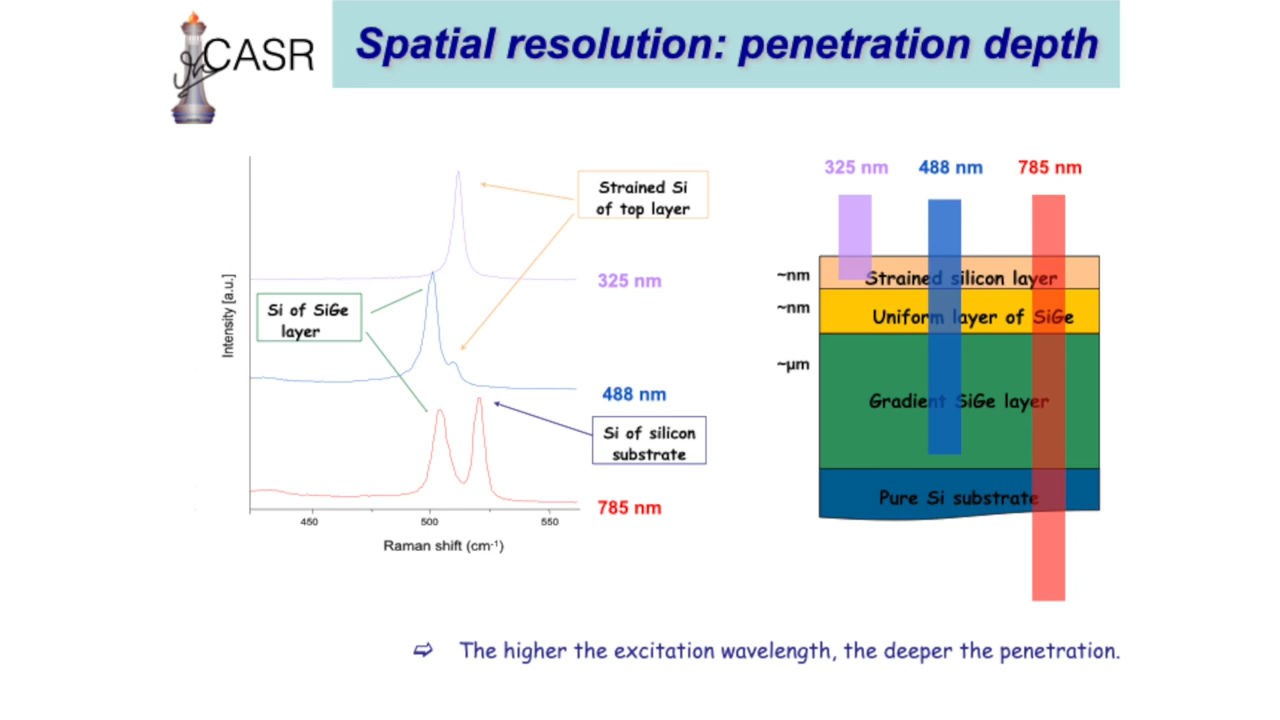 CASR
Spatial resolution: penetration depth
Strained Si
of top layer
325 nm
Si of SiGe
layer
488 nm
Si of silicon
substrate
785 nm
Intensity [a.u.]
450
500
550
Raman shift (cm-1)
325 nm
488 nm
785 nm
~nm
Strained silicon layer
~nm
Uniform layer of SiGe
~µm
Gradient SiGe layer
Pure Si substrate
⇨ The higher the excitation wavelength, the deeper the penetration.